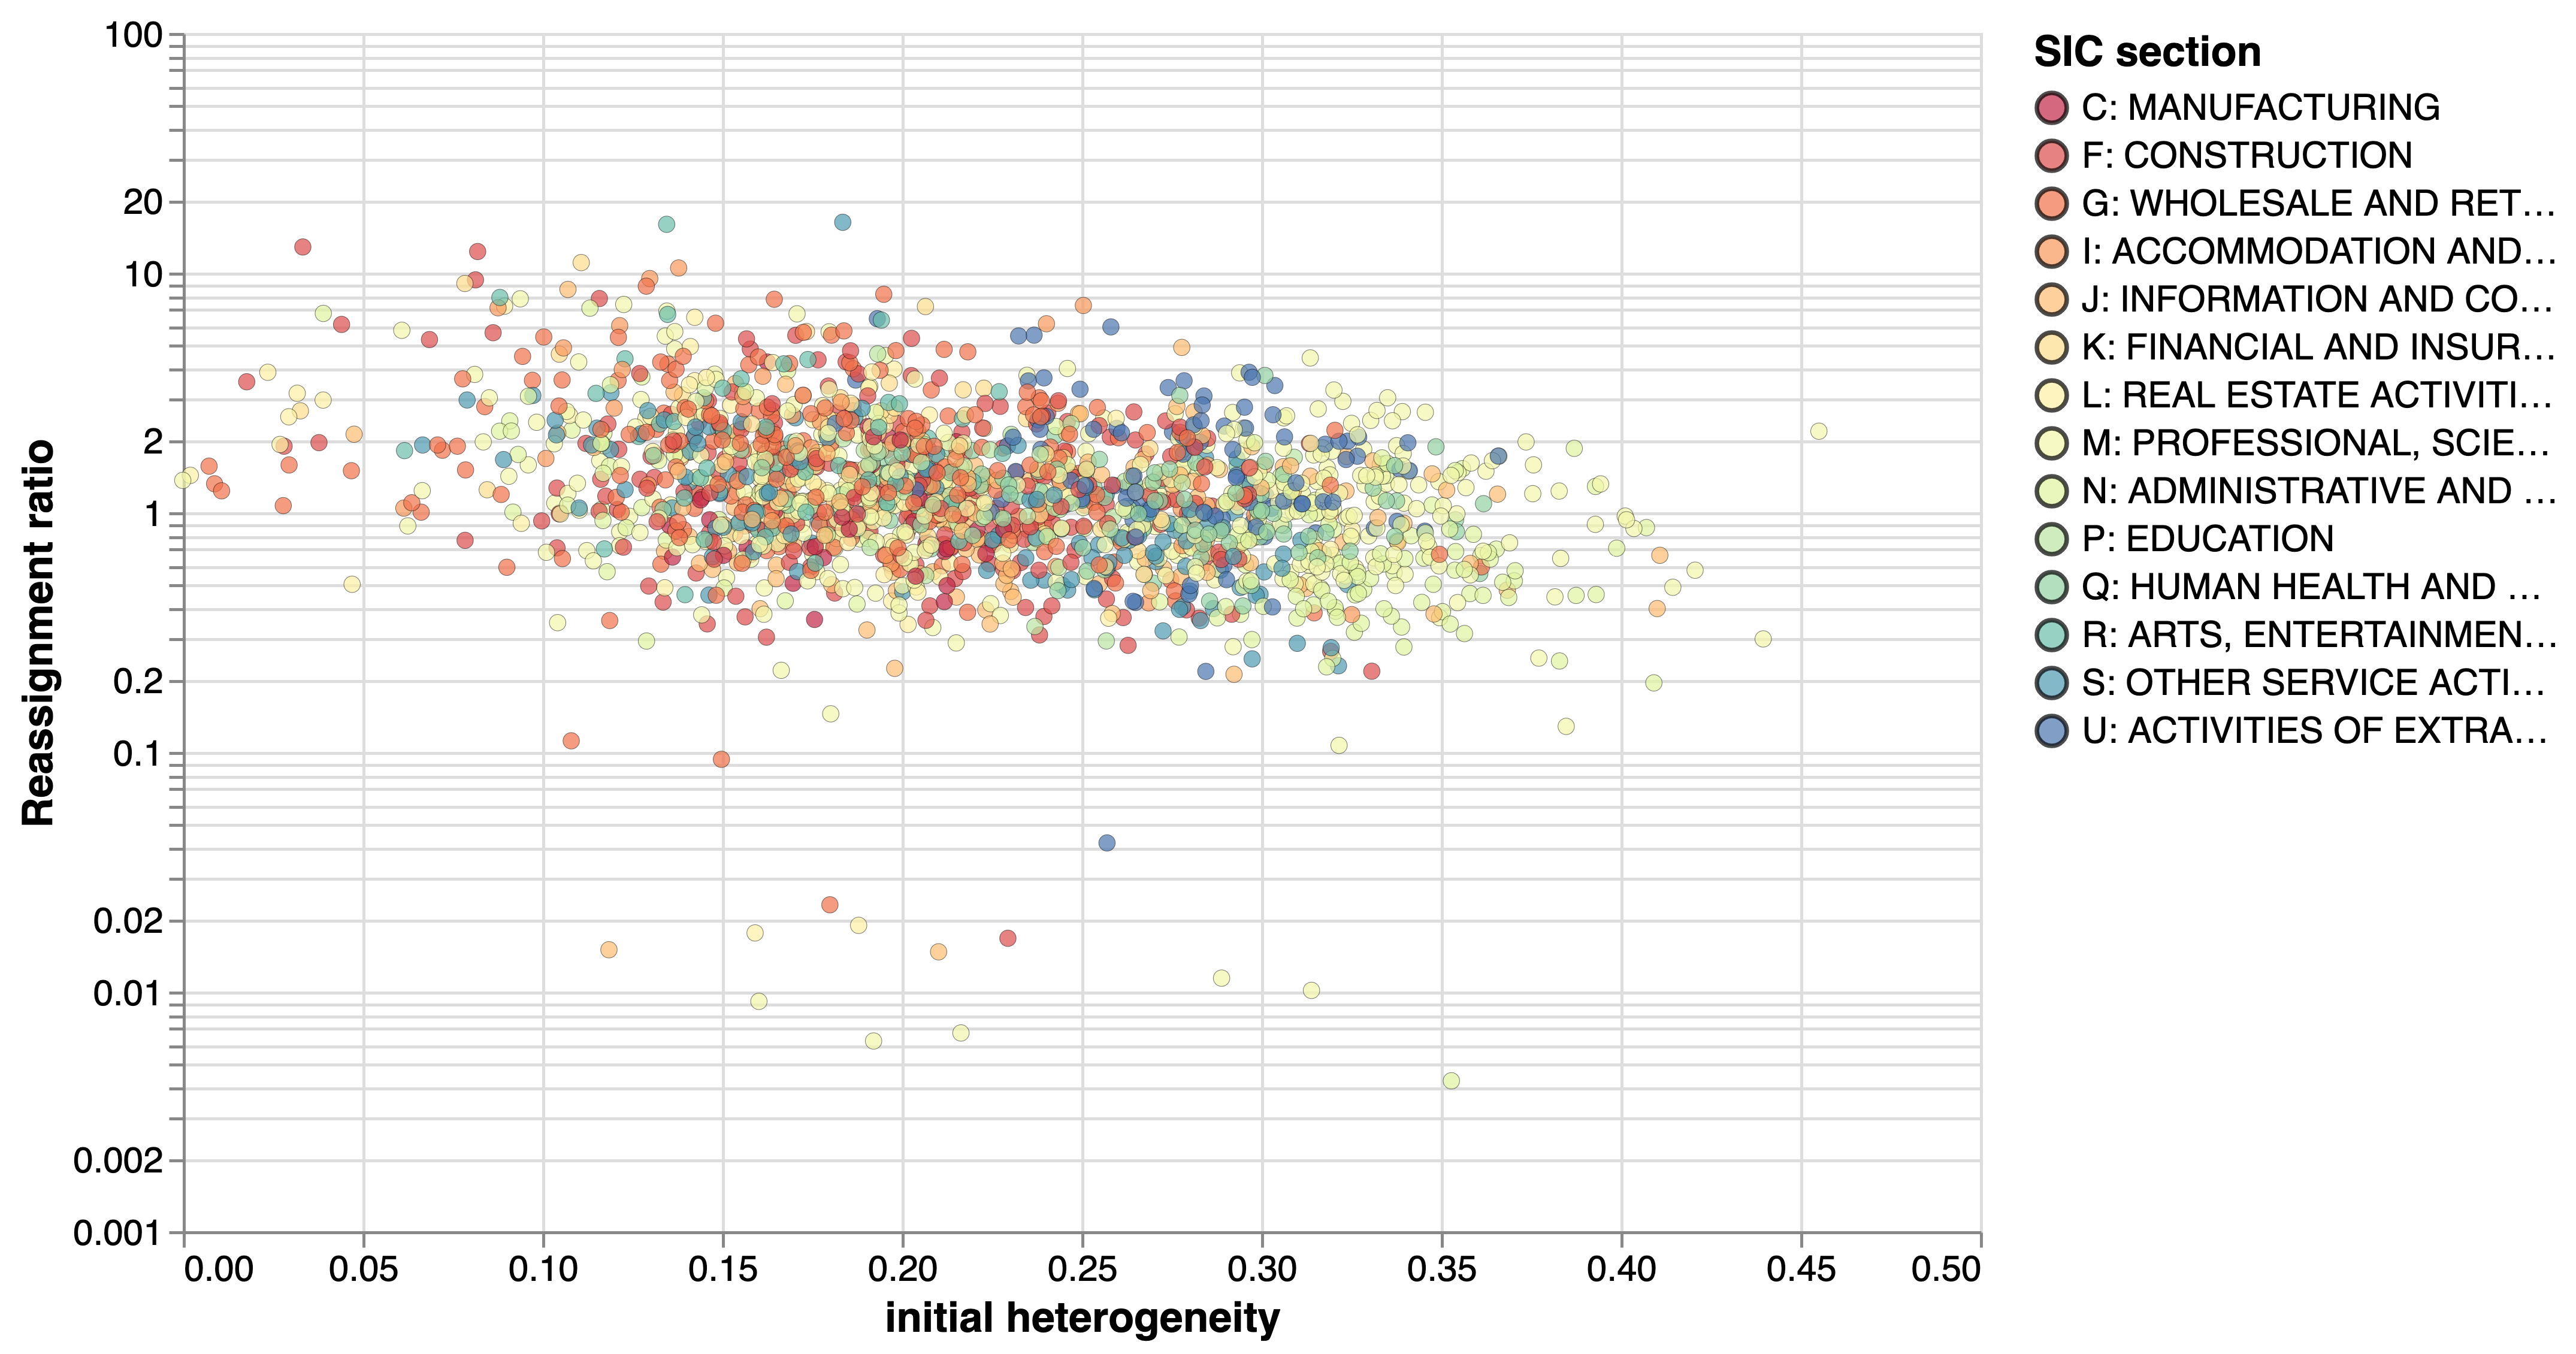 100
20
10
2
1
0.2
0.1
0.02
0.01
0.002
0.001
Reassignment ratio
0.00 0.05 0.10 0.15 0.20 0.25 0.30 0.35 0.40 0.45 0.50
initial heterogeneity
SIC section
C: MANUFACTURING
F: CONSTRUCTION
G: WHOLESALE AND RET…
I: ACCOMMODATION AND…
J: INFORMATION AND CO…
K: FINANCIAL AND INSUR…
L: REAL ESTATE ACTIVITI…
M: PROFESSIONAL, SCIE…
N: ADMINISTRATIVE AND …
P: EDUCATION
Q: HUMAN HEALTH AND …
R: ARTS, ENTERTAINMEN…
S: OTHER SERVICE ACTI…
U: ACTIVITIES OF EXTRA…